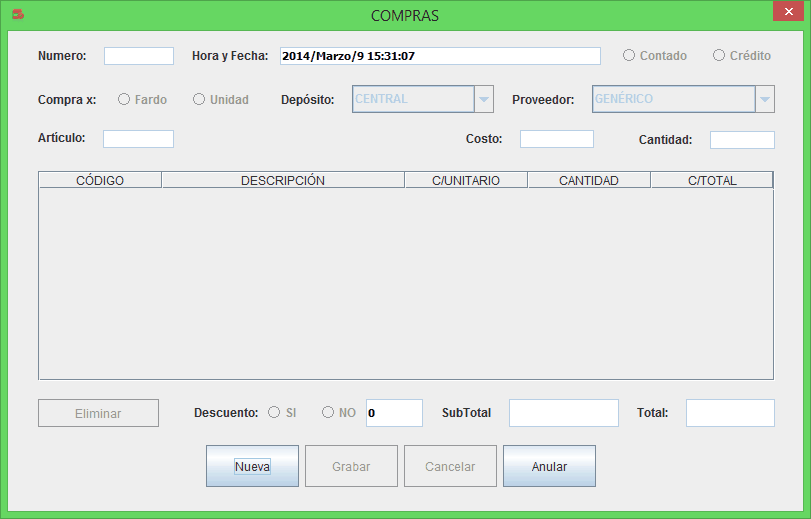 COMPRAS
Numero: Hora y Fecha: 2014/Marzo/9 15:31:07 Contado Crédito
Compra x: Fardo Unidad Depósito: CENTRAL Proveedor: GENÉRICO
Artículo: Costo: Cantidad:
CÓDIGO DESCRIPCIÓN C/UNITARIO CANTIDAD C/TOTAL
Eliminar Descuento: SI NO 0 SubTotal Total:
Nueva Grabar Cancelar Anular